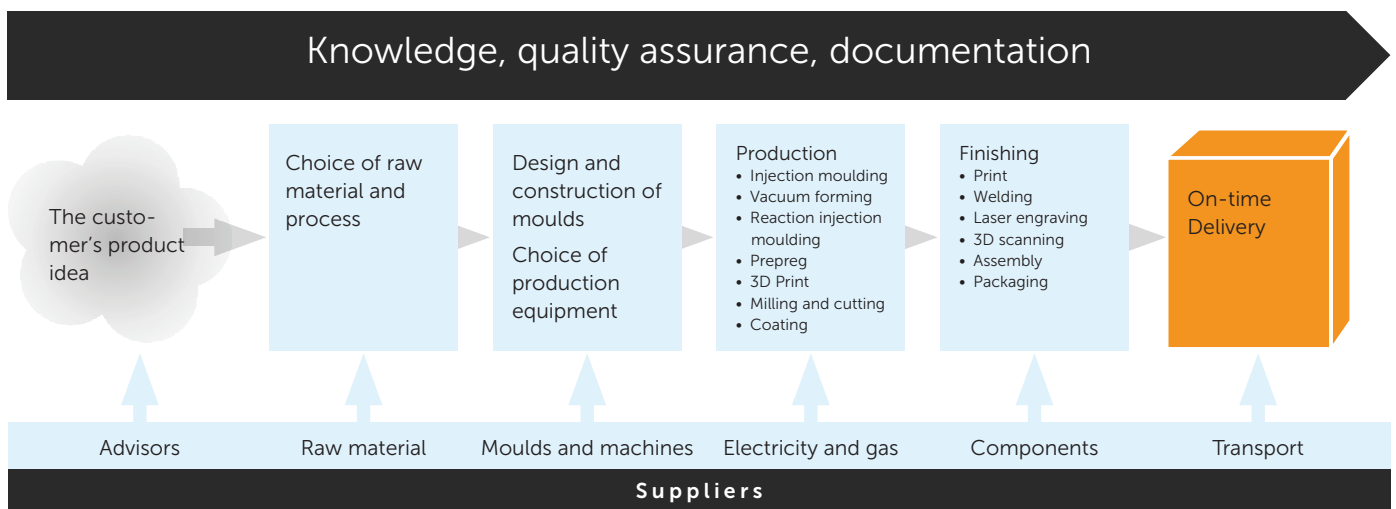 Knowledge, quality assurance, documentation
The custo-
mer's product
idea
Choice of raw
material and
process
Design and
construction of
moulds
Choice of
production
equipment
Production
• Injection moulding
• Vacuum forming
• Reaction injection
moulding
• Prepreg
• 3D Print
• Milling and cutting
• Coating
Finishing
• Print
• Welding
• Laser engraving
• 3D scanning
• Assembly
• Packaging
On-time
Delivery
Advisors
Raw material
Moulds and machines
Electricity and gas
Components
Transport
Suppliers